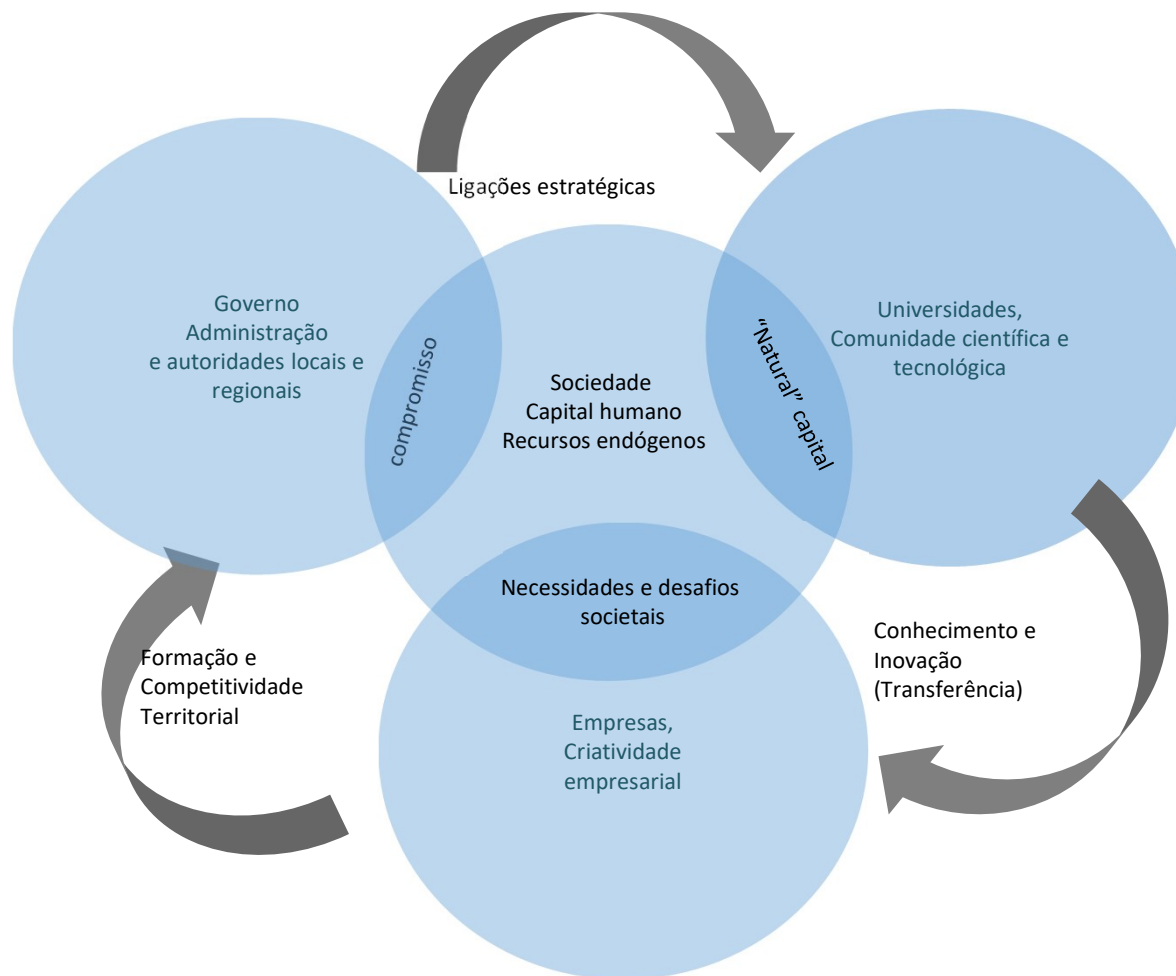 Ligações estratégicas
Governo
Administração
e autoridades locais e
regionais
compromisso
Sociedade
Capital humano
Recursos endógenos
“Natural” capital
Universidades,
Comunidade científica e
tecnológica
Necessidades e desafios
societais
Formação e
Competitividade
Territorial
Conhecimento e
Inovação
(Transferência)
Empresas,
Criatividade
empresarial